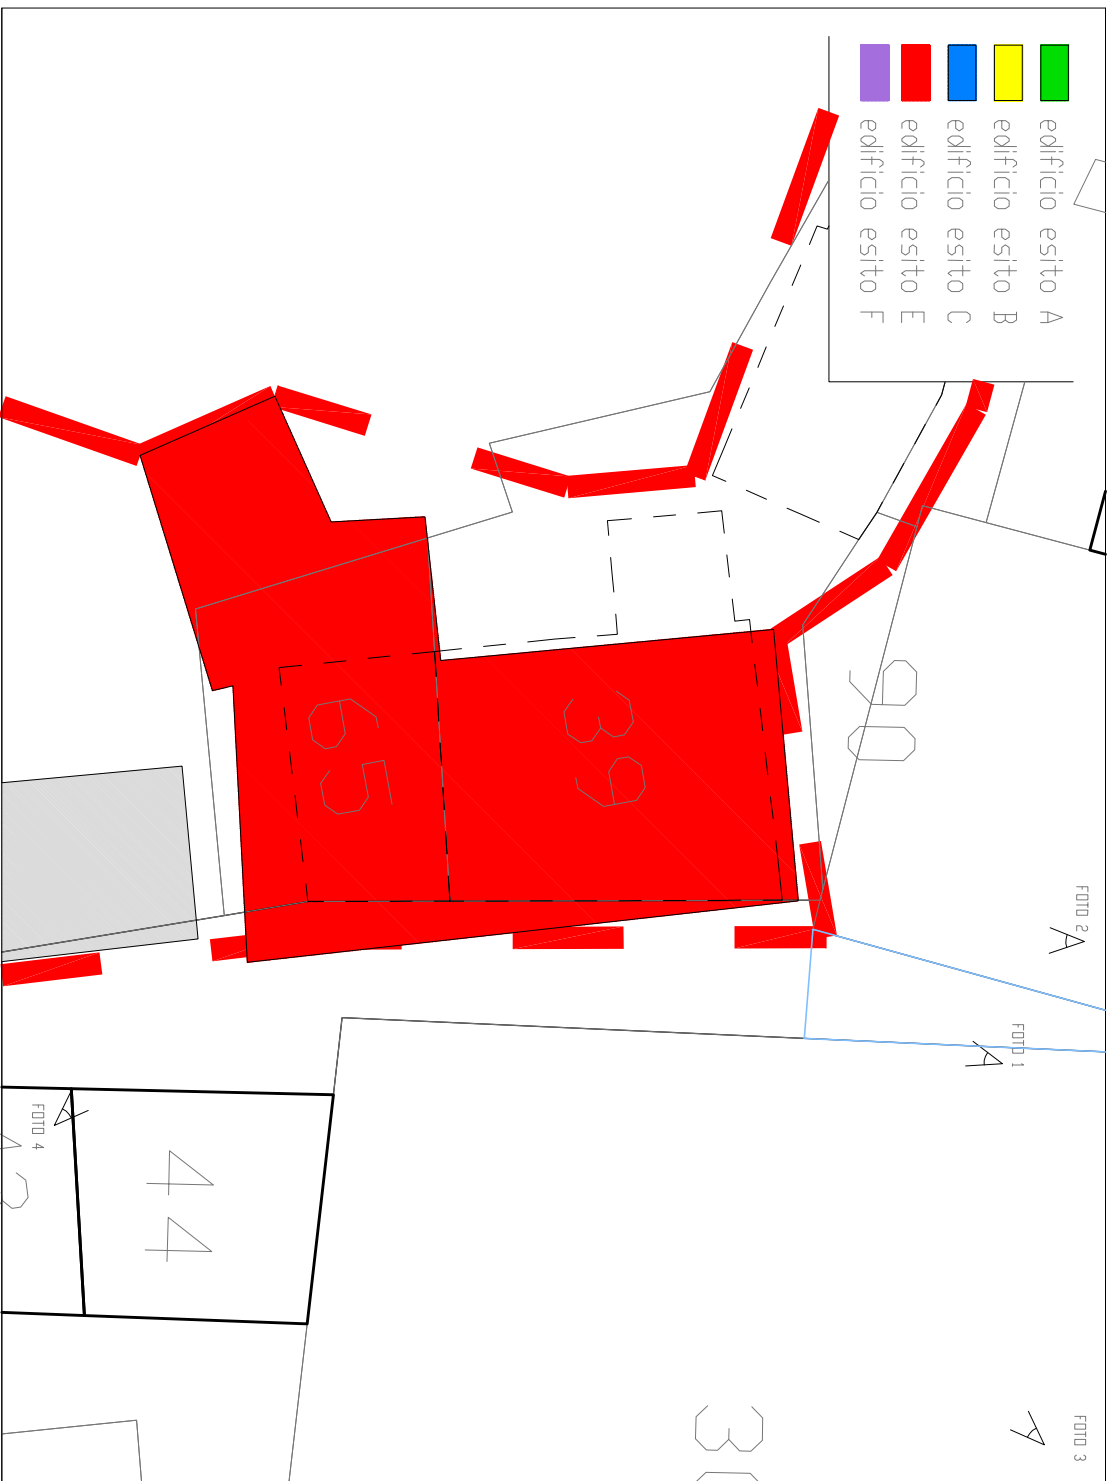 edificio esito A
edificio esito B
edificio esito C
edificio esito E
edificio esito F
90
39
65
FOTO 2
FOTO 1
FOTO 4
44
FOTO 3
3